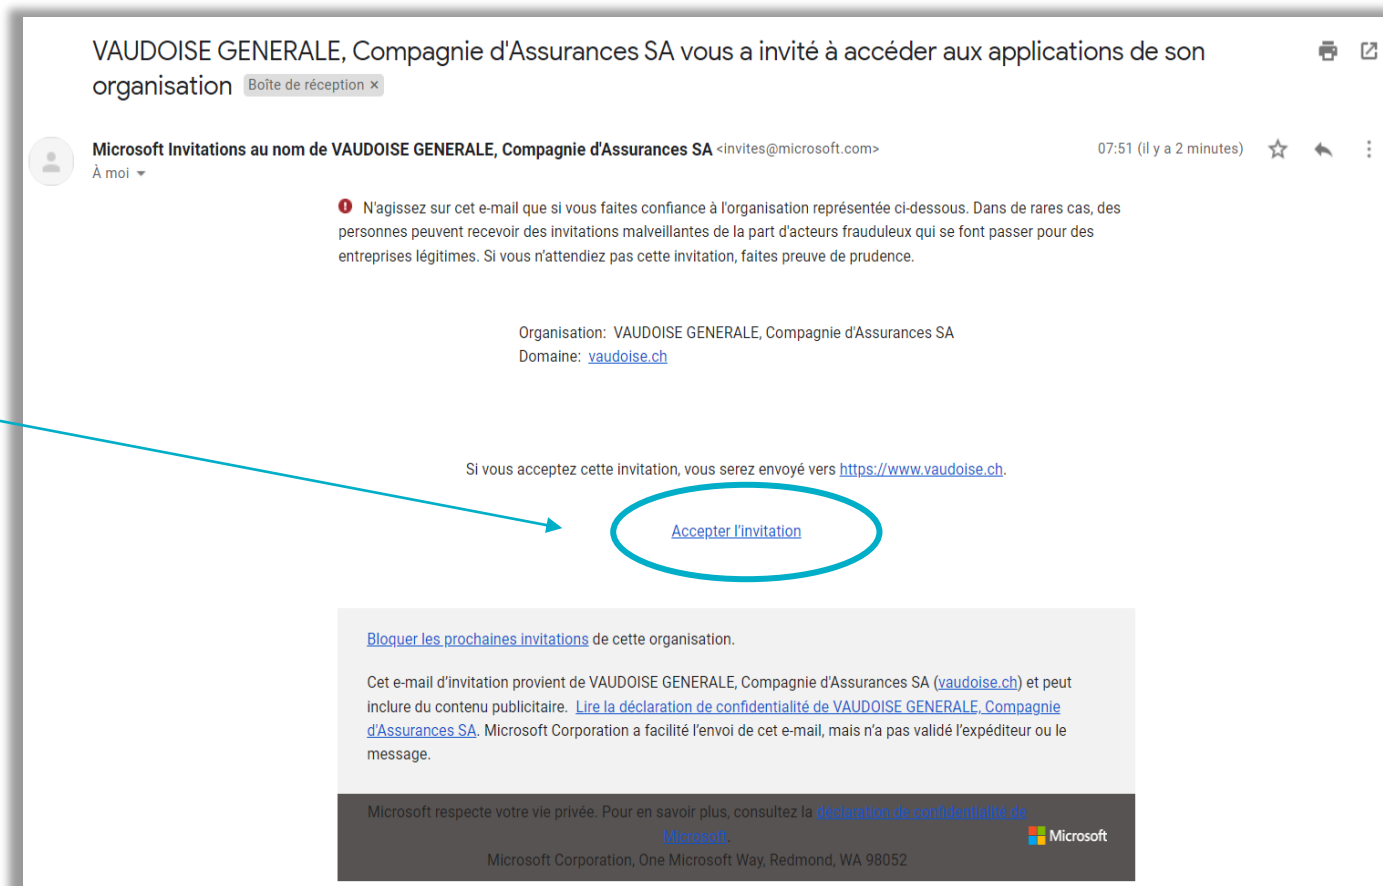 VAUDOISE GENERALE, Compagnie d'Assurances SA vous a invité à accéder aux applications de son
organisation Boîte de réception ×
Microsoft Invitations au nom de VAUDOISE GENERALE, Compagnie d'Assurances SA <invites@microsoft.com> 07:51 (il y a 2 minutes)
À moi
N'agissez sur cet e-mail que si vous faites confiance à l'organisation représentée ci-dessous. Dans de rares cas, des
personnes peuvent recevoir des invitations malveillantes de la part d'acteurs frauduleux qui se font passer pour des
entreprises légitimes. Si vous n'attendiez pas cette invitation, faites preuve de prudence.
Organisation: VAUDOISE GENERALE, Compagnie d'Assurances SA
Domaine: vaudoise.ch
Si vous acceptez cette invitation, vous serez envoyé vers https://www.vaudoise.ch.
Accepter l'invitation
Bloquer les prochaines invitations de cette organisation.
Cet e-mail d'invitation provient de VAUDOISE GENERALE, Compagnie d'Assurances SA (vaudoise.ch) et peut
inclure du contenu publicitaire. Lire la déclaration de confidentialité de VAUDOISE GENERALE, Compagnie
d'Assurances SA. Microsoft Corporation a facilité l'envoi de cet e-mail, mais n'a pas validé l'expéditeur ou le
message.
Microsoft respecte votre vie privée. Pour en savoir plus, consultez la déclaration de confidentialité de
Microsoft.
Microsoft
Microsoft Corporation, One Microsoft Way, Redmond, WA 98052